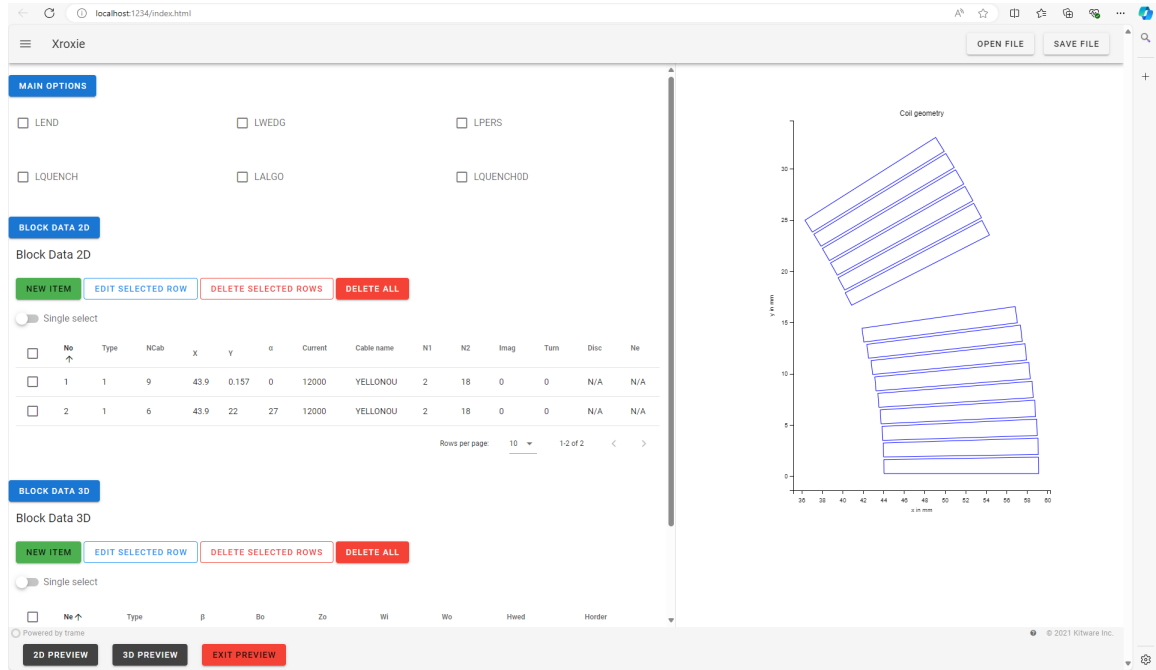 localhost:1234/index.html
Xroxie
OPEN FILE SAVE FILE
MAIN OPTIONS
LEND LWEDG LPERS
LQUENCH LALGO LQUENCH0D
BLOCK DATA 2D
Block Data 2D
NEW ITEM EDIT SELECTED ROW DELETE SELECTED ROWS DELETE ALL
Single select
No Type NCab X Y α Current Cable name N1 N2 Imag Turn Disc Ne
1 1 9 43.9 0.157 0 12000 YELLONOU 2 18 0 0 N/A N/A
2 1 6 43.9 22 27 12000 YELLONOU 2 18 0 0 N/A N/A
Rows per page: 10 1-2 of 2
BLOCK DATA 3D
Block Data 3D
NEW ITEM EDIT SELECTED ROW DELETE SELECTED ROWS DELETE ALL
Single select
Ne Type β Bo Zo Wi Wo Hwed Horder
Powered by trame
© 2021 Kitware Inc.
2D PREVIEW 3D PREVIEW EXIT PREVIEW
Coil geometry
30
25
20
15
10
5
0
y in mm
36 38 40 42 44 46 48 50 52 54 56 58 60
x in mm